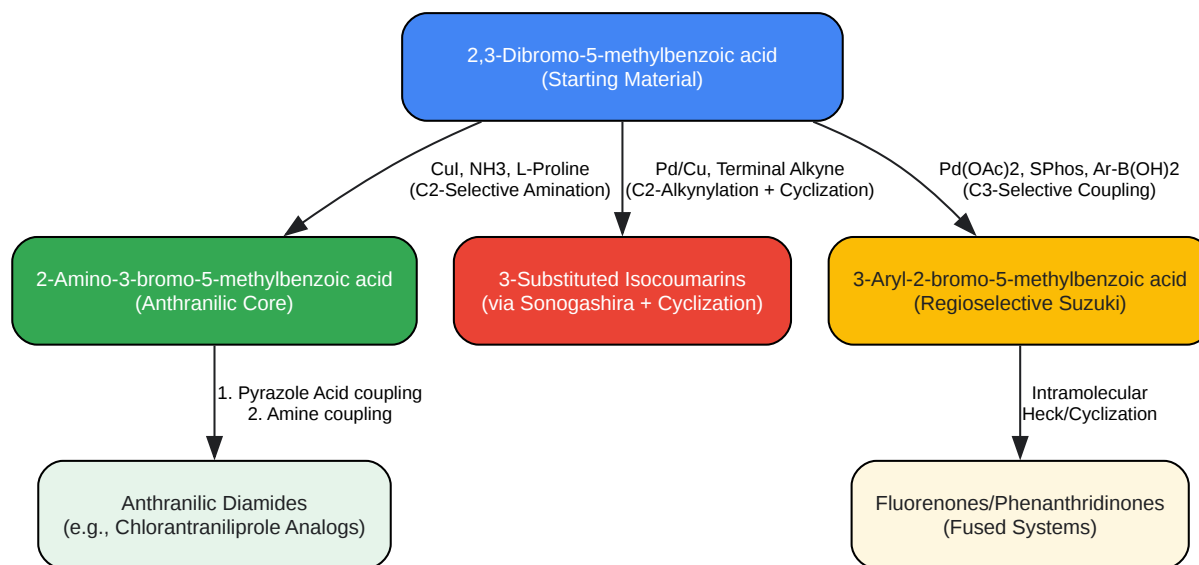 2,3-Dibromo-5-methylbenzoic acid
(Starting Material)
CuI, NH3, L-Proline
(C2-Selective Amination)
Pd/Cu, Terminal Alkyne
(C2-Alkynylation + Cyclization)
Pd(OAc)2, SPhos, Ar-B(OH)2
(C3-Selective Coupling)
2-Amino-3-bromo-5-methylbenzoic acid
(Anthranilic Core)
3-Substituted Isocoumarins
(via Sonogashira + Cyclization)
3-Aryl-2-bromo-5-methylbenzoic acid
(Regioselective Suzuki)
1. Pyrazole Acid coupling
2. Amine coupling
Intramolecular
Heck/Cyclization
Anthranilic Diamides
(e.g., Chlorantraniliprole Analogs)
Fluorenones/Phenanthridinones
(Fused Systems)